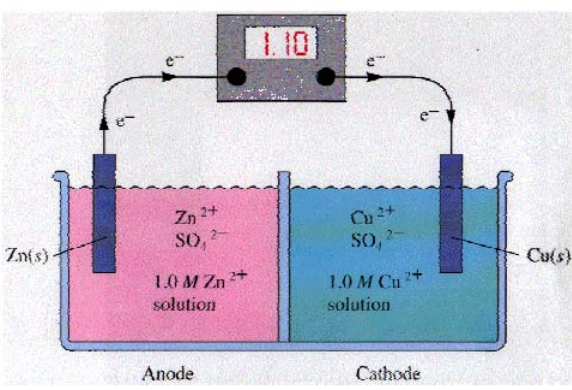 1.10
e⁻ e⁻
e⁻ e⁻
Zn²⁺ Cu²⁺
SO₄²⁻ SO₄²⁻
Zn(s) Cu(s)
1.0 M Zn²⁺ 1.0 M Cu²⁺
solution solution
Anode Cathode